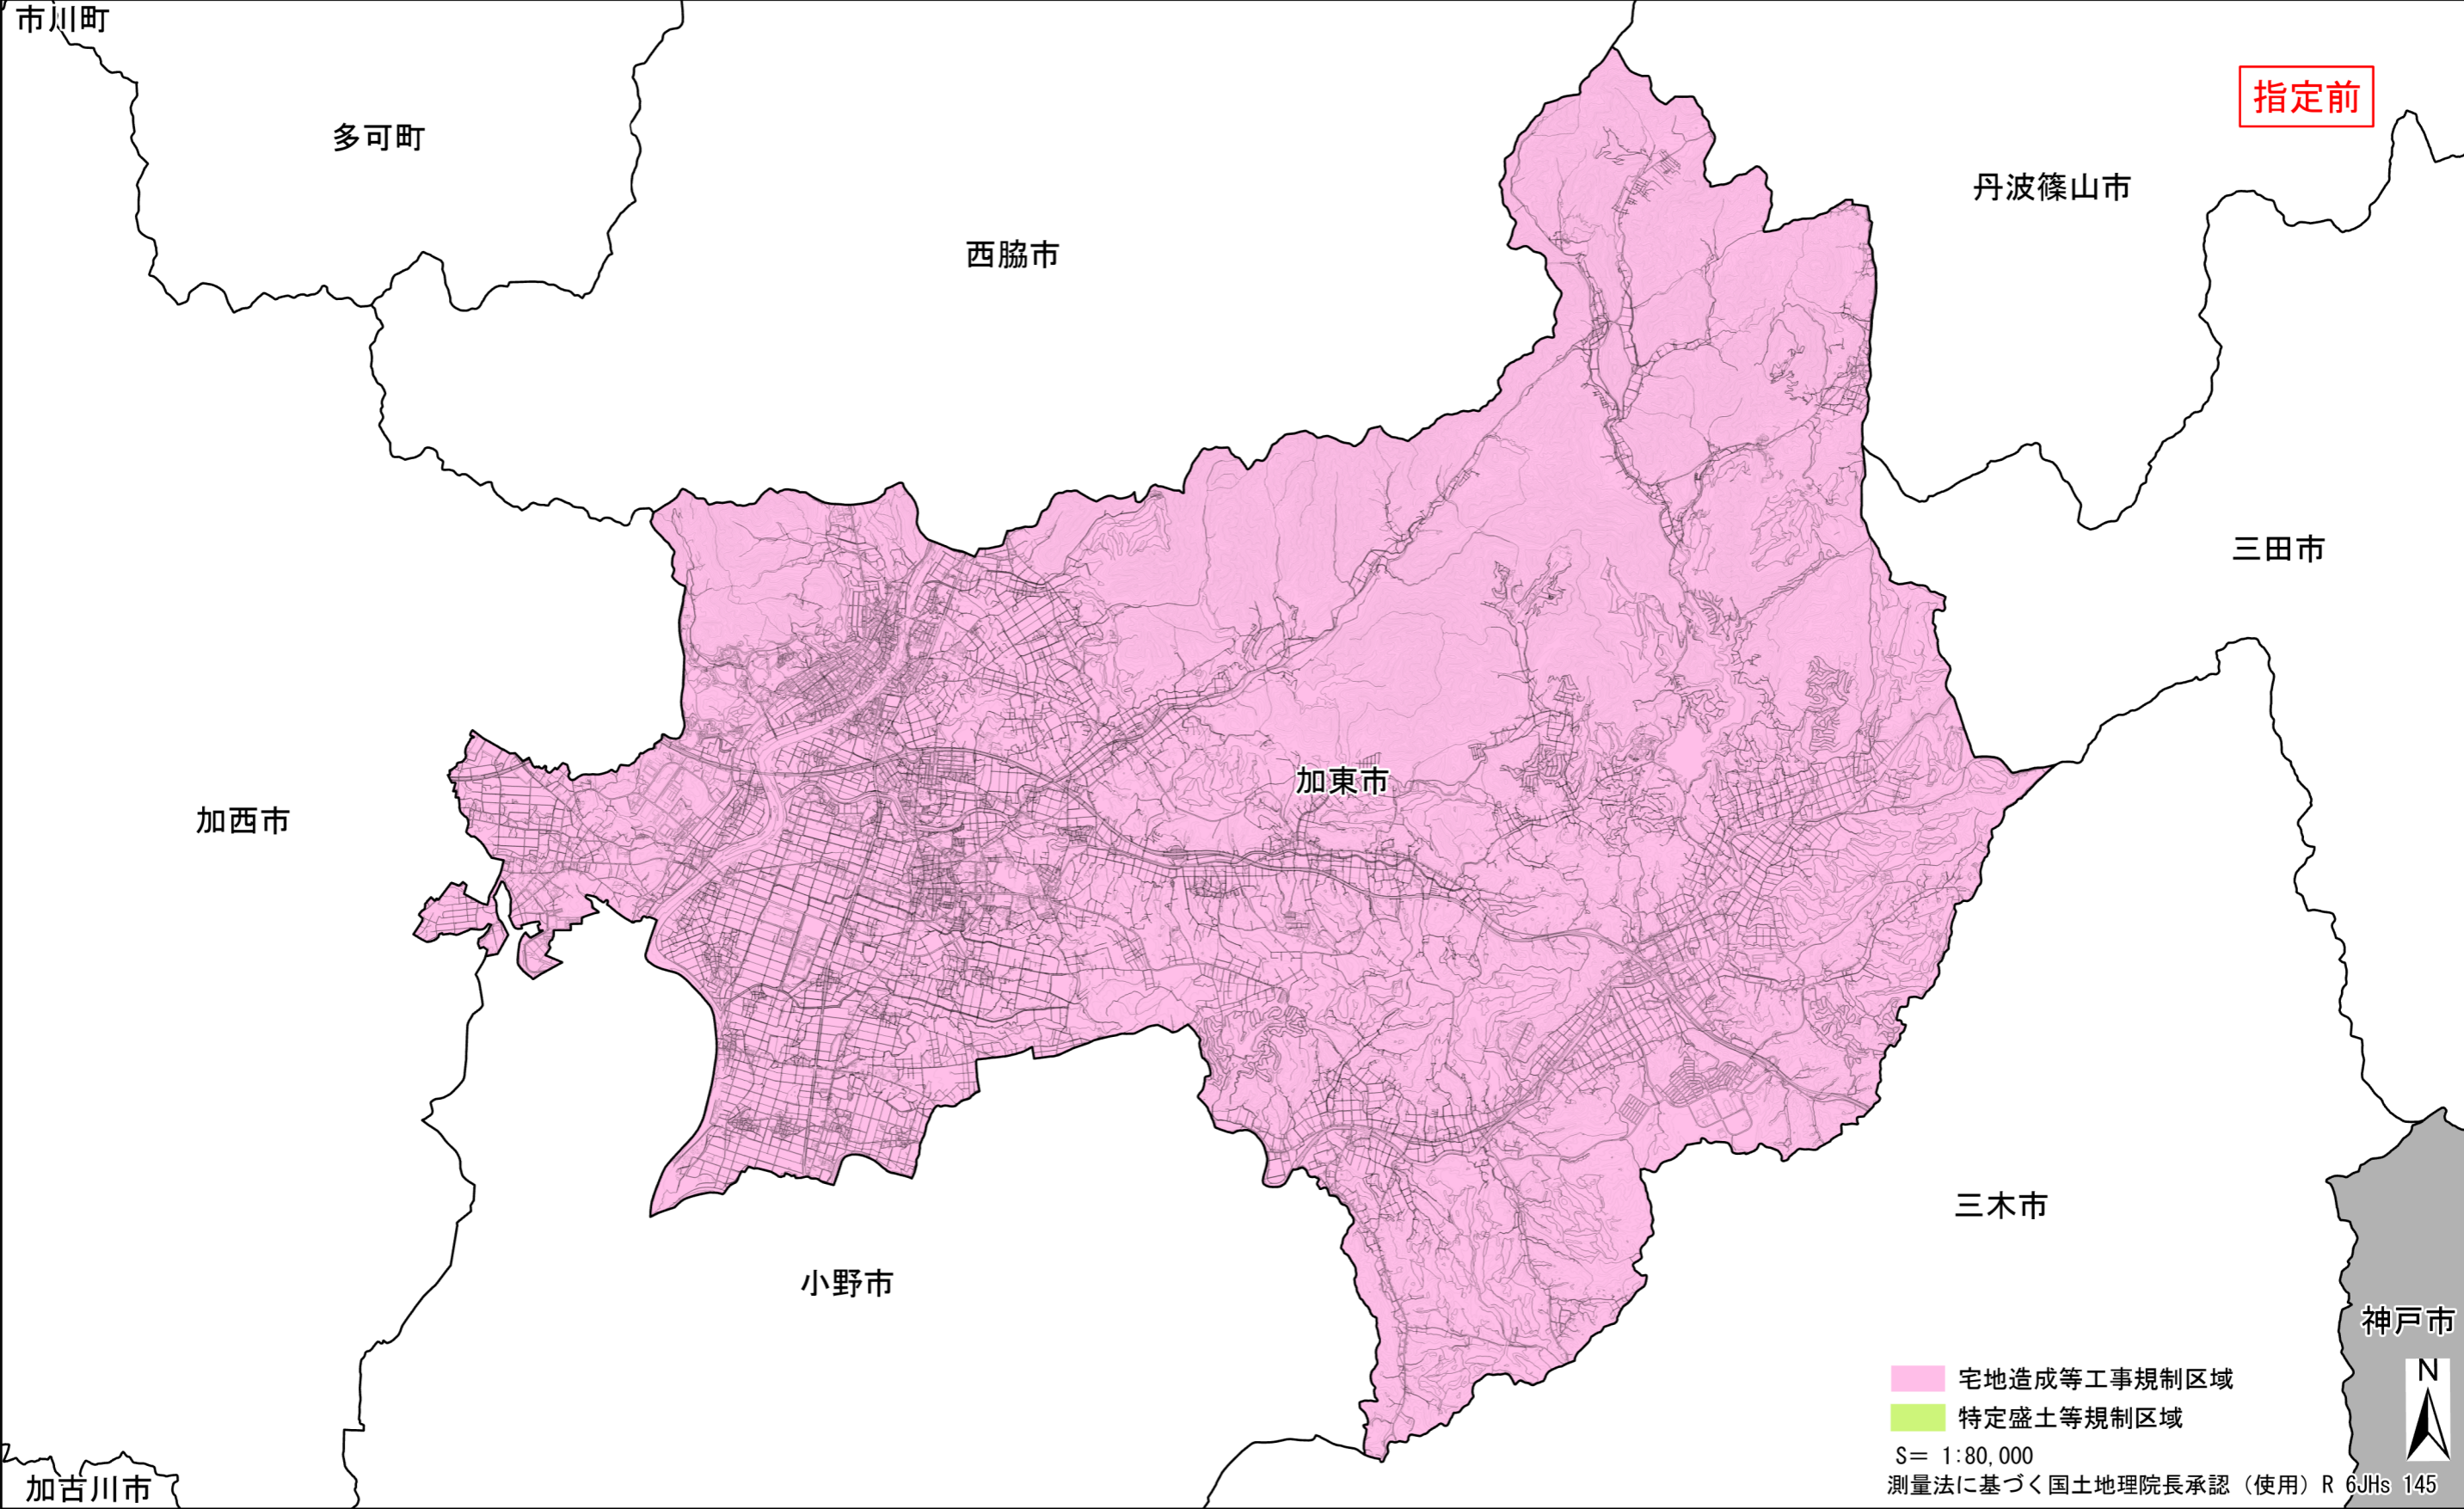 市川町
指定前
多可町
丹波篠山市
西脇市
三田市
加東市
加西市
三木市
小野市
神戸市
N
宅地造成等工事規制区域
特定盛土等規制区域
S= 1:80,000
測量法に基づく国土地理院長承認（使用）R 6JHs 145
加古川市